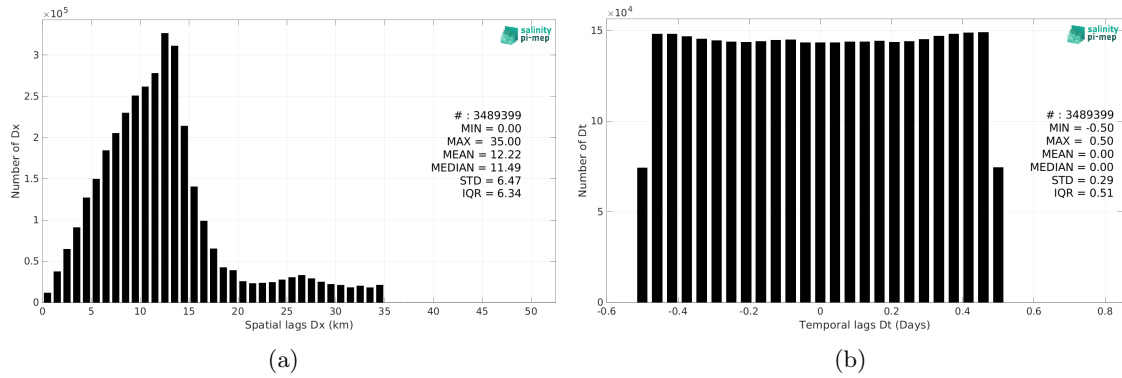 ×10^5
3
2.5
2
1.5
1
0.5
0
Number of Dx
salinity
pi-mep
# : 3489399
MIN = 0.00
MAX = 35.00
MEAN = 12.22
MEDIAN = 11.49
STD = 6.47
IQR = 6.34
0 5 10 15 20 25 30 35 40 45 50
Spatial lags Dx (km)
(a)
×10^4
15
10
5
0
Number of Dt
salinity
pi-mep
# : 3489399
MIN = -0.50
MAX = 0.50
MEAN = 0.00
MEDIAN = 0.00
STD = 0.29
IQR = 0.51
-0.6 -0.4 -0.2 0 0.2 0.4 0.6 0.8
Temporal lags Dt (Days)
(b)